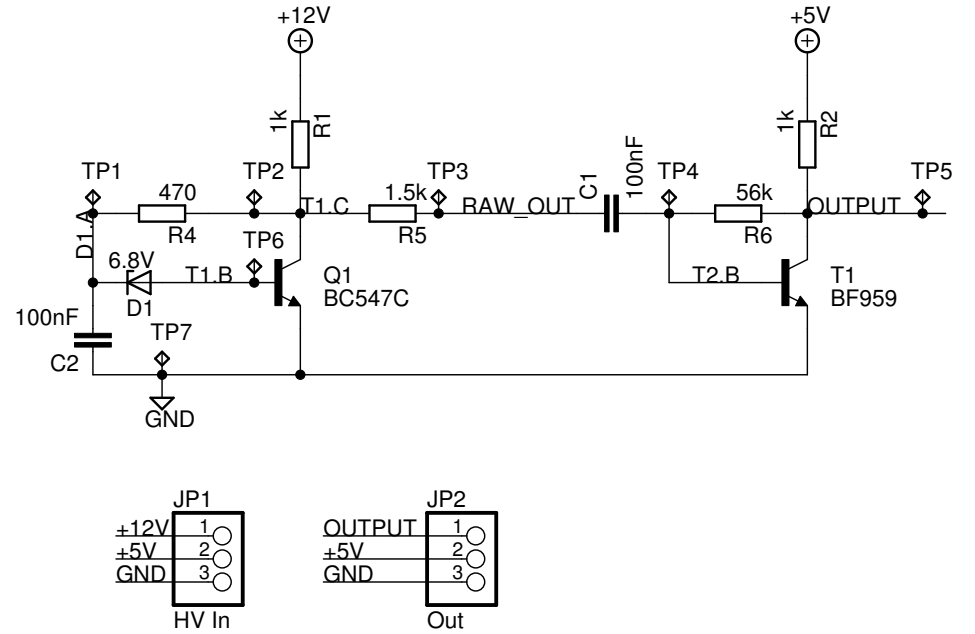 +12V
+5V
1k
R1
1k
R2
TP1
470
TP2
T1.C
1.5k
TP3
RAW_OUT
C1
100nF
TP4
56k
OUTPUT
TP5
D1.A
R4
TP6
R5
R6
6.8V
D1
T1.B
Q1
BC547C
T2.B
T1
BF959
100nF
C2
TP7
GND
JP1
+12V 1
+5V 2
GND 3
HV In
JP2
OUTPUT 1
+5V 2
GND 3
Out